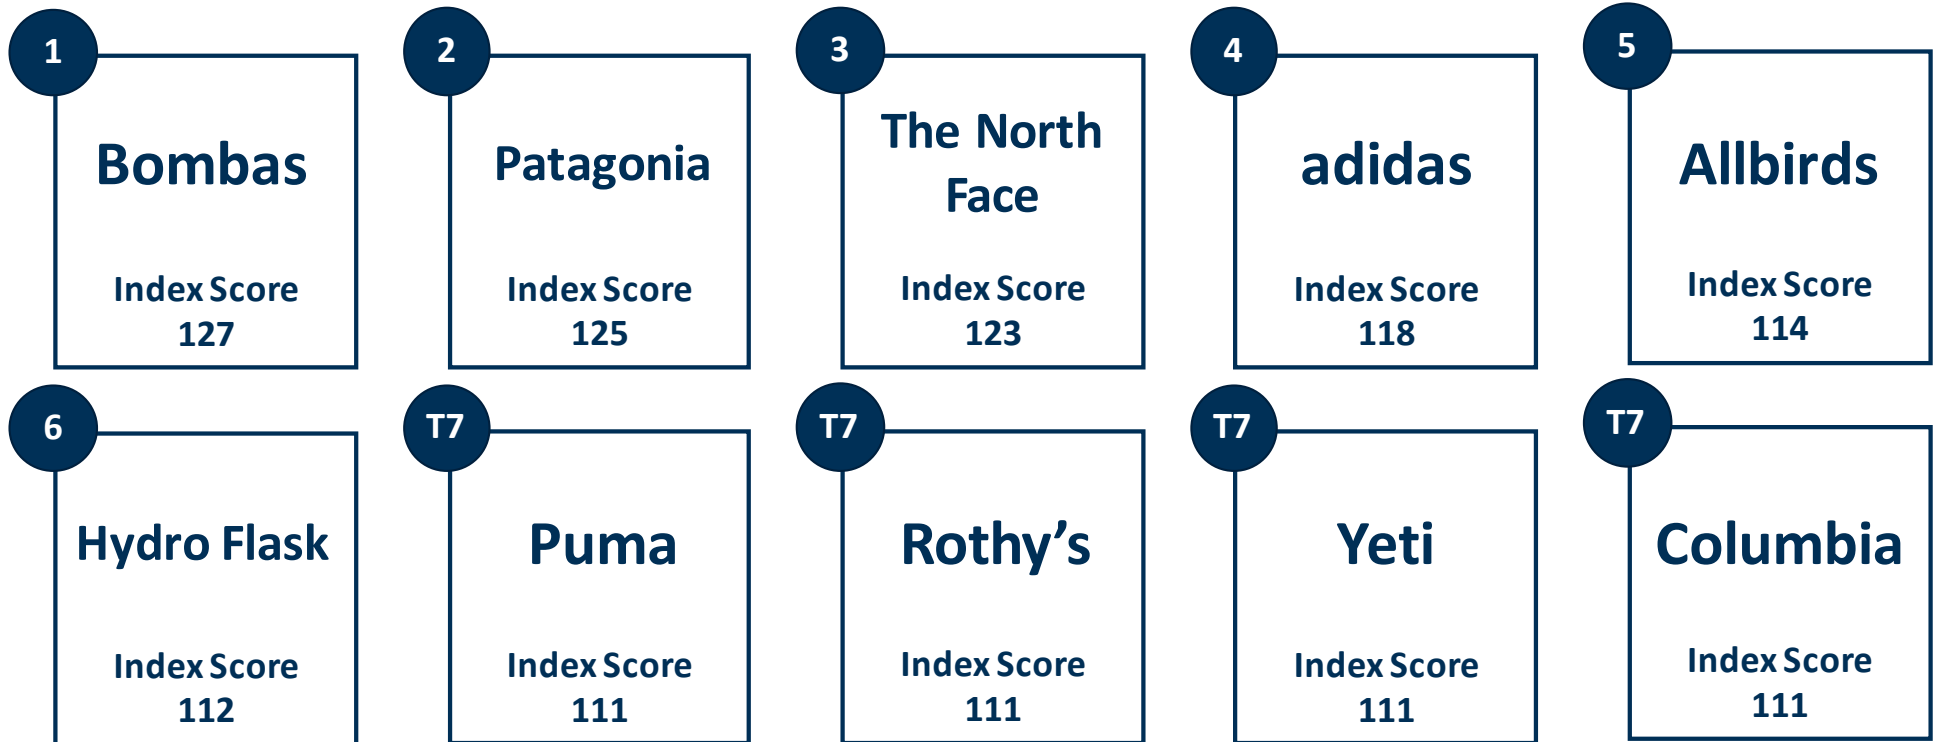 1
Bombas
Index Score
127
2
Patagonia
Index Score
125
3
The North
Face
Index Score
123
4
adidas
Index Score
118
5
Allbirds
Index Score
114
6
Hydro Flask
Index Score
112
T7
Puma
Index Score
111
T7
Rothy’s
Index Score
111
T7
Yeti
Index Score
111
T7
Columbia
Index Score
111